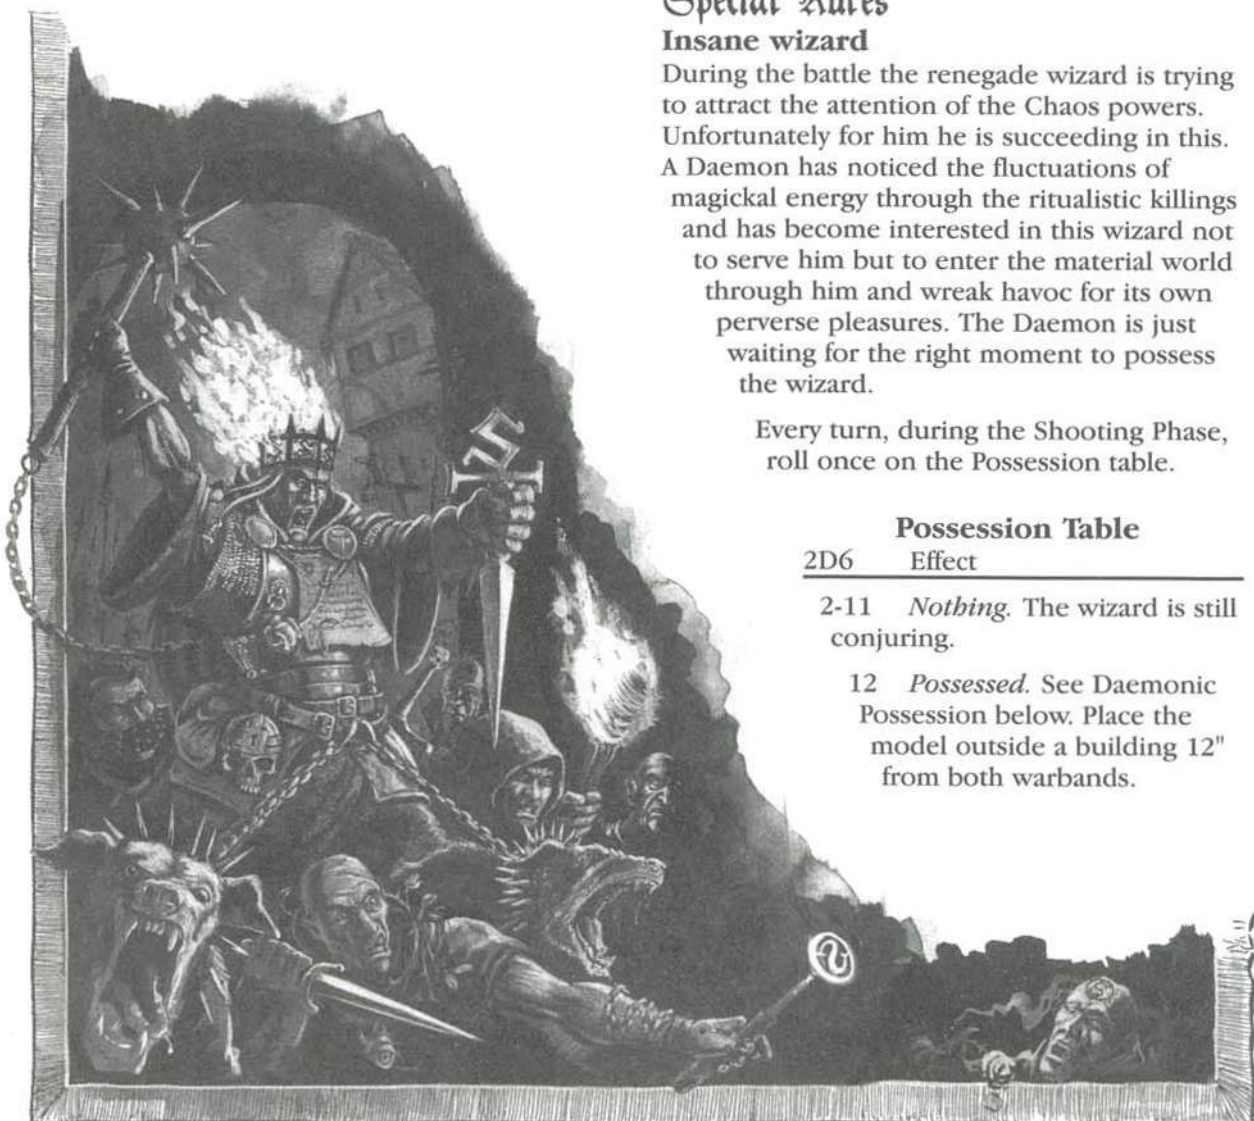 Special Rules
Insane wizard
During the battle the renegade wizard is trying
to attract the attention of the Chaos powers.
Unfortunately for him he is succeeding in this.
A Daemon has noticed the fluctuations of
magickal energy through the ritualistic killings
and has become interested in this wizard not
to serve him but to enter the material world
through him and wreak havoc for its own
perverse pleasures. The Daemon is just
waiting for the right moment to possess
the wizard.
Every turn, during the Shooting Phase,
roll once on the Possession table.
Possession Table
2D6 Effect
2-11 Nothing. The wizard is still
conjuring.
12 Possessed. See Daemonic
Possession below. Place the
model outside a building 12"
from both warbands.